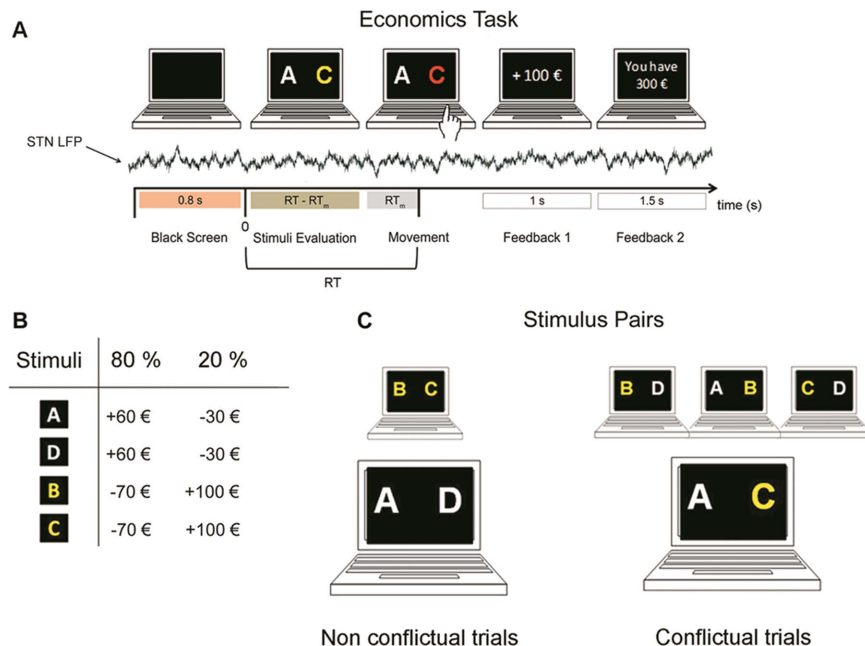 Economics Task
A
A C
A C
+ 100 €
You have
300 €
STN LFP
0.8 s
RT - RTm
RTm
1 s
1.5 s
time (s)
0
Black Screen
Stimuli Evaluation
Movement
Feedback 1
Feedback 2
RT
B
Stimuli 80 % 20 %
A +60 € -30 €
D +60 € -30 €
B -70 € +100 €
C -70 € +100 €
C
Stimulus Pairs
B C
A D
Non conflictual trials
B D
A B
C D
A C
Conflictual trials